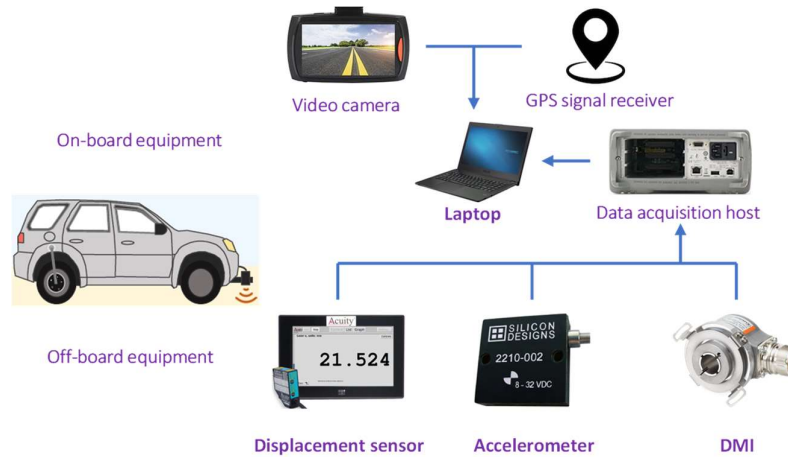 Video camera
GPS signal receiver
On-board equipment
Laptop
Data acquisition host
Off-board equipment
Acuity
21.524
SILICON
DESIGNS
2210-002
8 - 32 VDC
Displacement sensor
Accelerometer
DMI